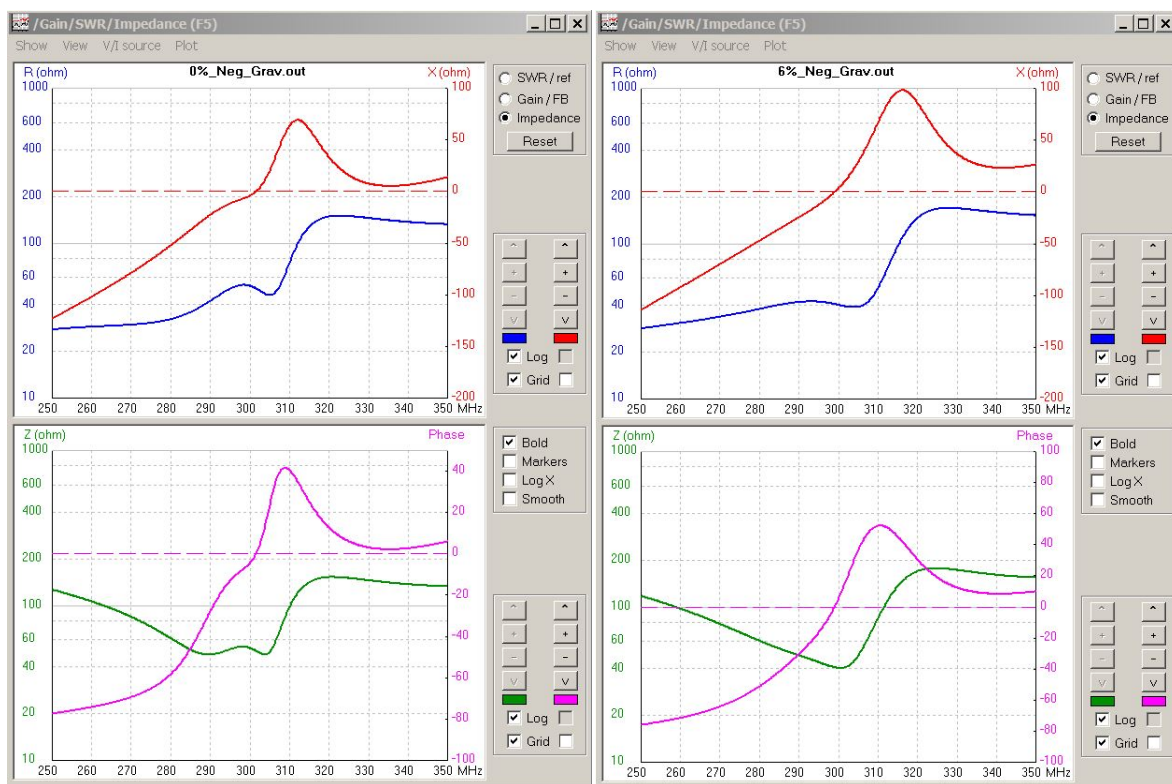 /Gain/SWR/Impedance (F5)
Show View V/I source Plot
R (ohm) 0%_Neg_Grav.out X (ohm)
1000 100
600
50
400
200 0
100
-50
60
40 -100
20 -150
10 -200
250 260 270 280 290 300 310 320 330 340 350 MHz
SWR / ref
Gain / FB
Impedance
Reset
^ ^
+ +
− −
v v
Log
Grid
Z (ohm) Phase
1000
600 40
400
20
200 0
100 -20
60 -40
40
-60
20 -80
10 -100
250 260 270 280 290 300 310 320 330 340 350 MHz
Bold
Markers
Log X
Smooth
^ ^
+ +
− −
v v
Log
Grid
/Gain/SWR/Impedance (F5)
Show View V/I source Plot
R (ohm) 6%_Neg_Grav.out X (ohm)
1000 100
600
50
400
200 0
100
-50
60
40 -100
20 -150
10 -200
250 260 270 280 290 300 310 320 330 340 350 MHz
SWR / ref
Gain / FB
Impedance
Reset
^ ^
+ +
− −
v v
Log
Grid
Z (ohm) Phase
1000 100
80
600
60
400
40
200 20
100 0
60 -20
40 -40
-60
20
-80
10 -100
250 260 270 280 290 300 310 320 330 340 350 MHz
Bold
Markers
Log X
Smooth
^ ^
+ +
− −
v v
Log
Grid